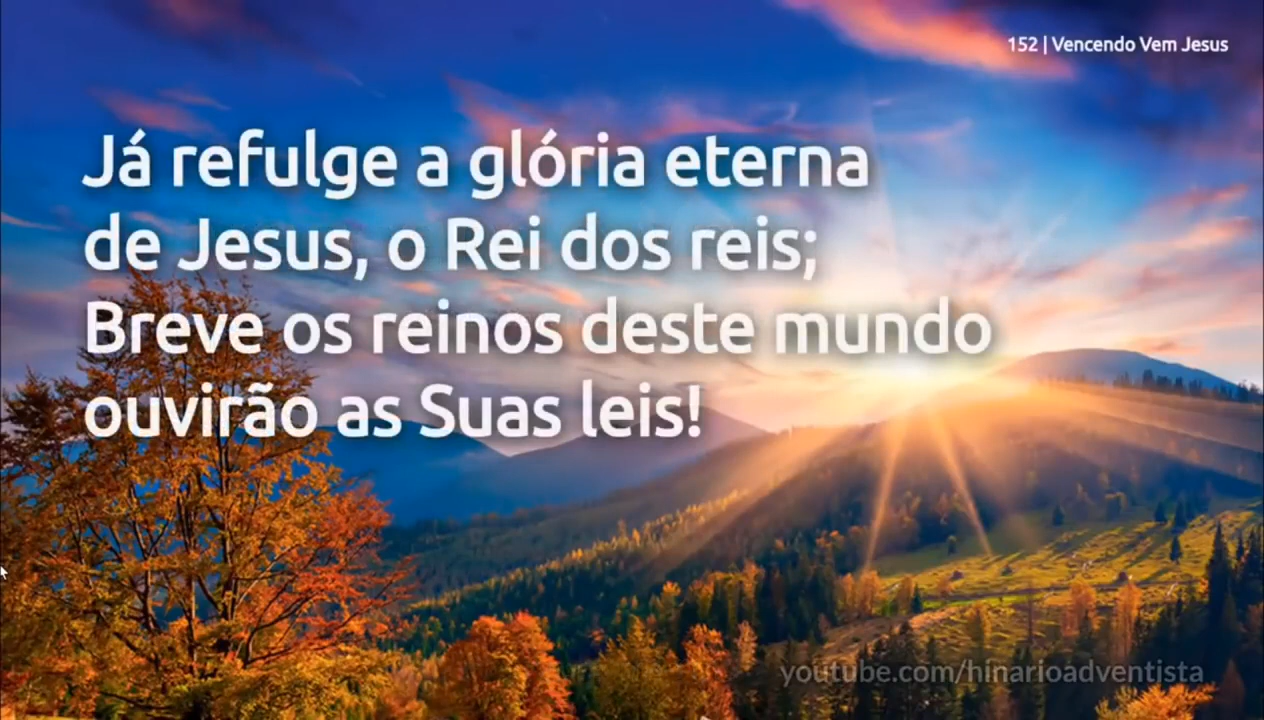 152 | Vencendo Vem Jesus
Já refulge a glória eterna
de Jesus, o Rei dos reis;
Breve os reinos deste mundo
ouvirão as Suas leis!
youtube.com/hinarioadventista